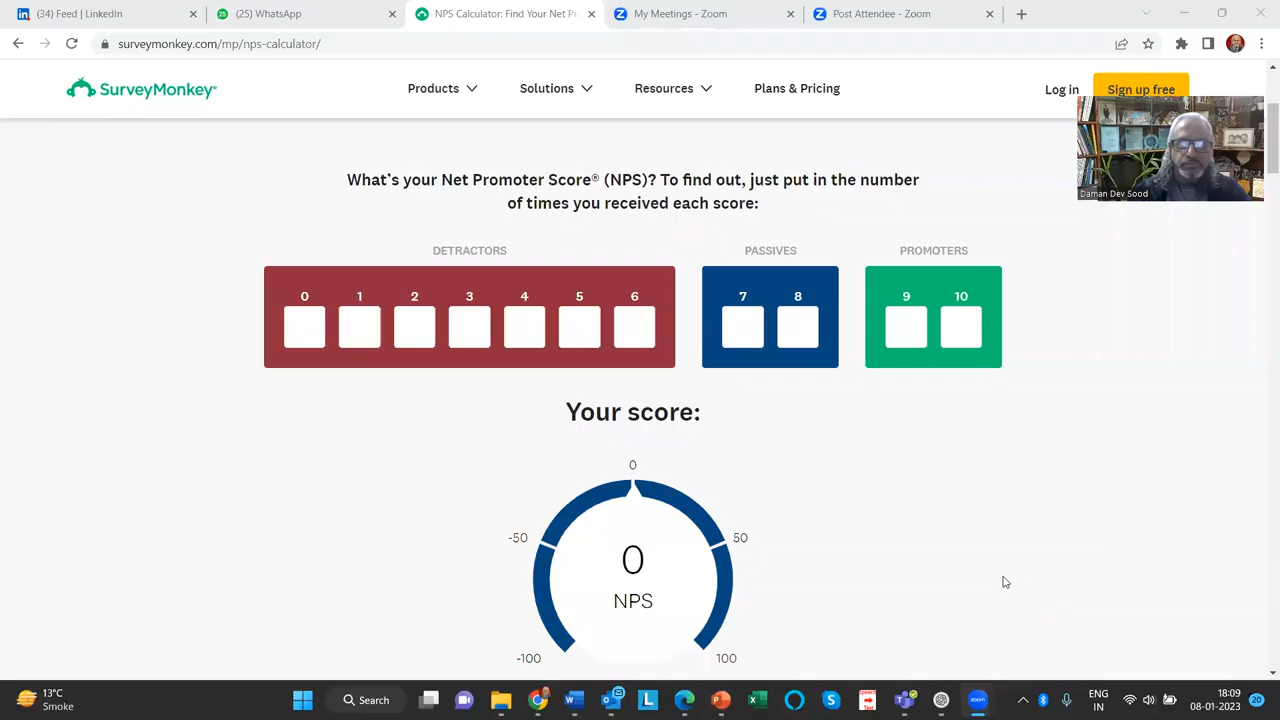 (34) Feed | LinkedIn
(25) WhatsApp
NPS Calculator: Find Your Net Pr
My Meetings - Zoom
Post Attendee - Zoom
surveymonkey.com/mp/nps-calculator/
SurveyMonkey®
Products
Solutions
Resources
Plans & Pricing
Log in
Sign up free
Daman Dev Sood
What's your Net Promoter Score® (NPS)? To find out, just put in the number
of times you received each score:
DETRACTORS
PASSIVES
PROMOTERS
0 1 2 3 4 5 6
7 8
9 10
Your score:
0
-50
50
0
NPS
-100
100
13°C
Smoke
Search
ENG
IN
18:09
08-01-2023
20